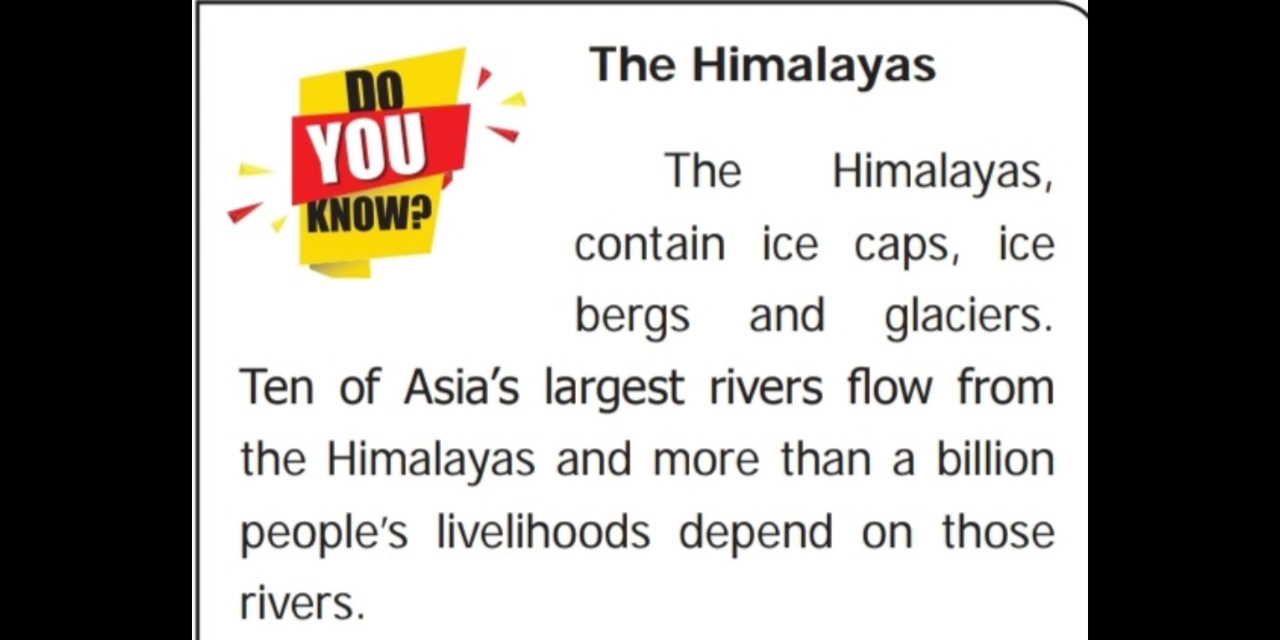 DO
YOU
KNOW?
The Himalayas
The Himalayas,
contain ice caps, ice
bergs and glaciers.
Ten of Asia's largest rivers flow from
the Himalayas and more than a billion
people's livelihoods depend on those
rivers.